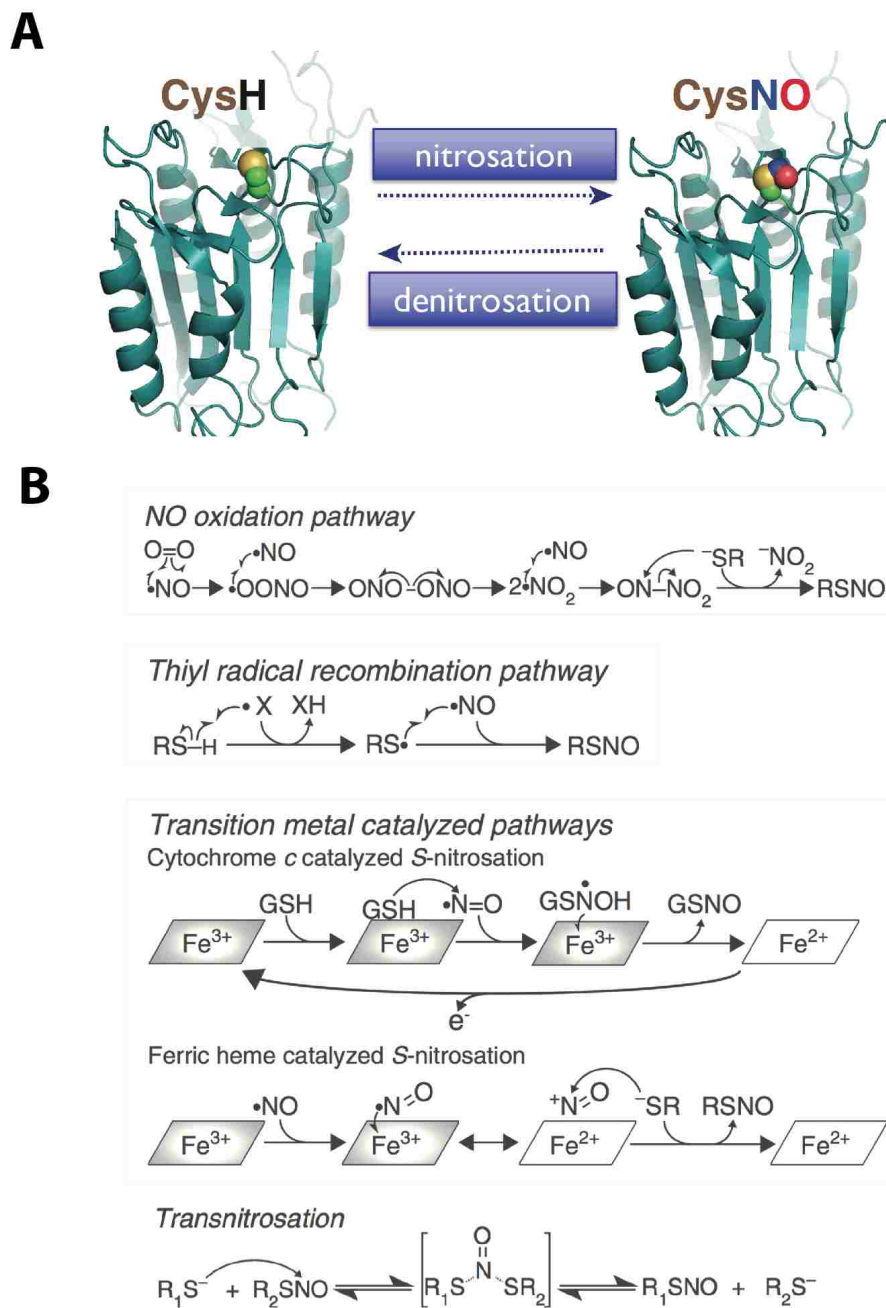 A
CysH
CysNO
nitrosation
denitrosation
B
NO oxidation pathway
O=O •NO •NO ⁻SR ⁻NO₂
•NO → •OONO → ONO–ONO → 2•NO₂ → ON–NO₂ → RSNO
Thiyl radical recombination pathway
•X XH •NO
RS–H → RS• → RSNO
Transition metal catalyzed pathways
Cytochrome c catalyzed S-nitrosation
GSH GSH •N=O GSṄOH GSNO
Fe³⁺ → Fe³⁺ → Fe³⁺ → Fe²⁺
e⁻
Ferric heme catalyzed S-nitrosation
•NO •N=O ⁺N=O ⁻SR RSNO
Fe³⁺ → Fe³⁺ ↔ Fe²⁺ → Fe²⁺
Transnitrosation
O
N
R₁S⁻ + R₂SNO ⇌ [R₁S SR₂] ⇌ R₁SNO + R₂S⁻